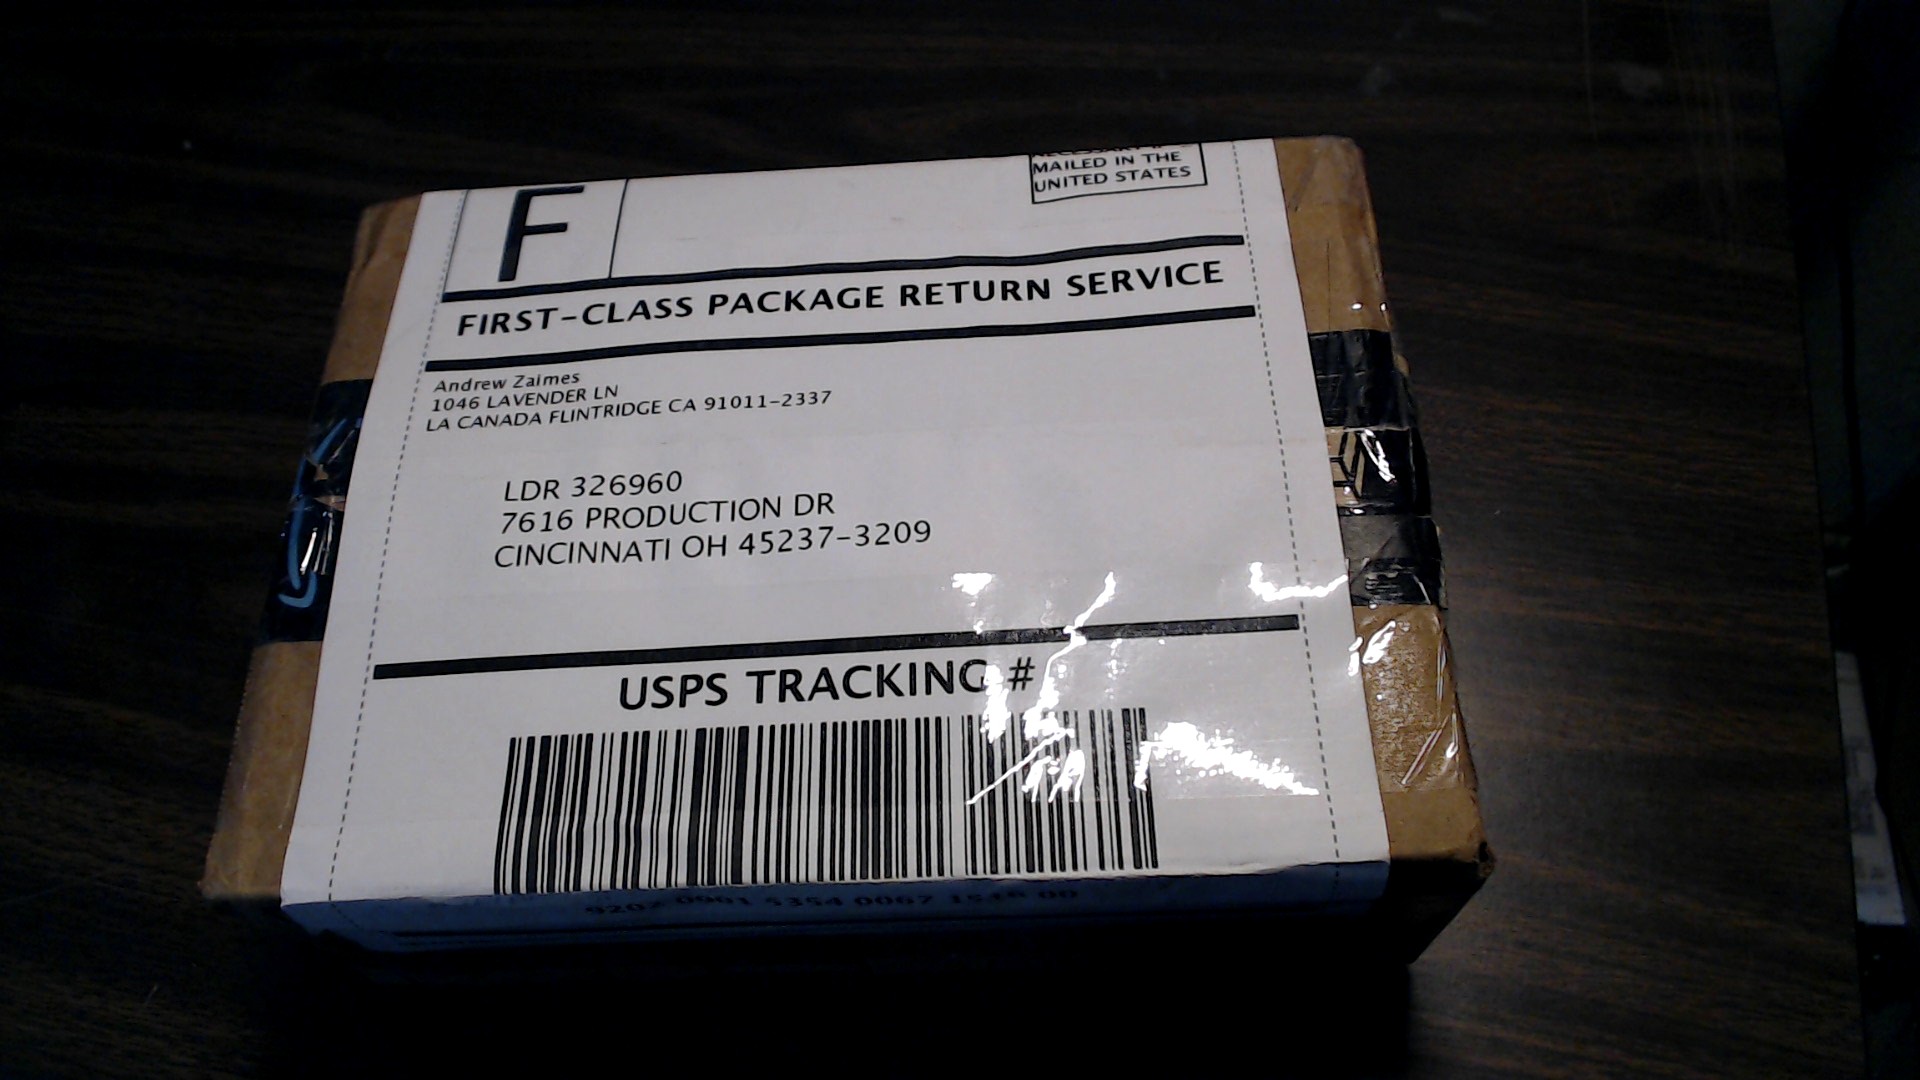 F
MAILED IN THE
UNITED STATES
FIRST-CLASS PACKAGE RETURN SERVICE
Andrew Zaimes
1046 LAVENDER LN
LA CANADA FLINTRIDGE CA 91011-2337
LDR 326960
7616 PRODUCTION DR
CINCINNATI OH 45237-3209
USPS TRACKING #